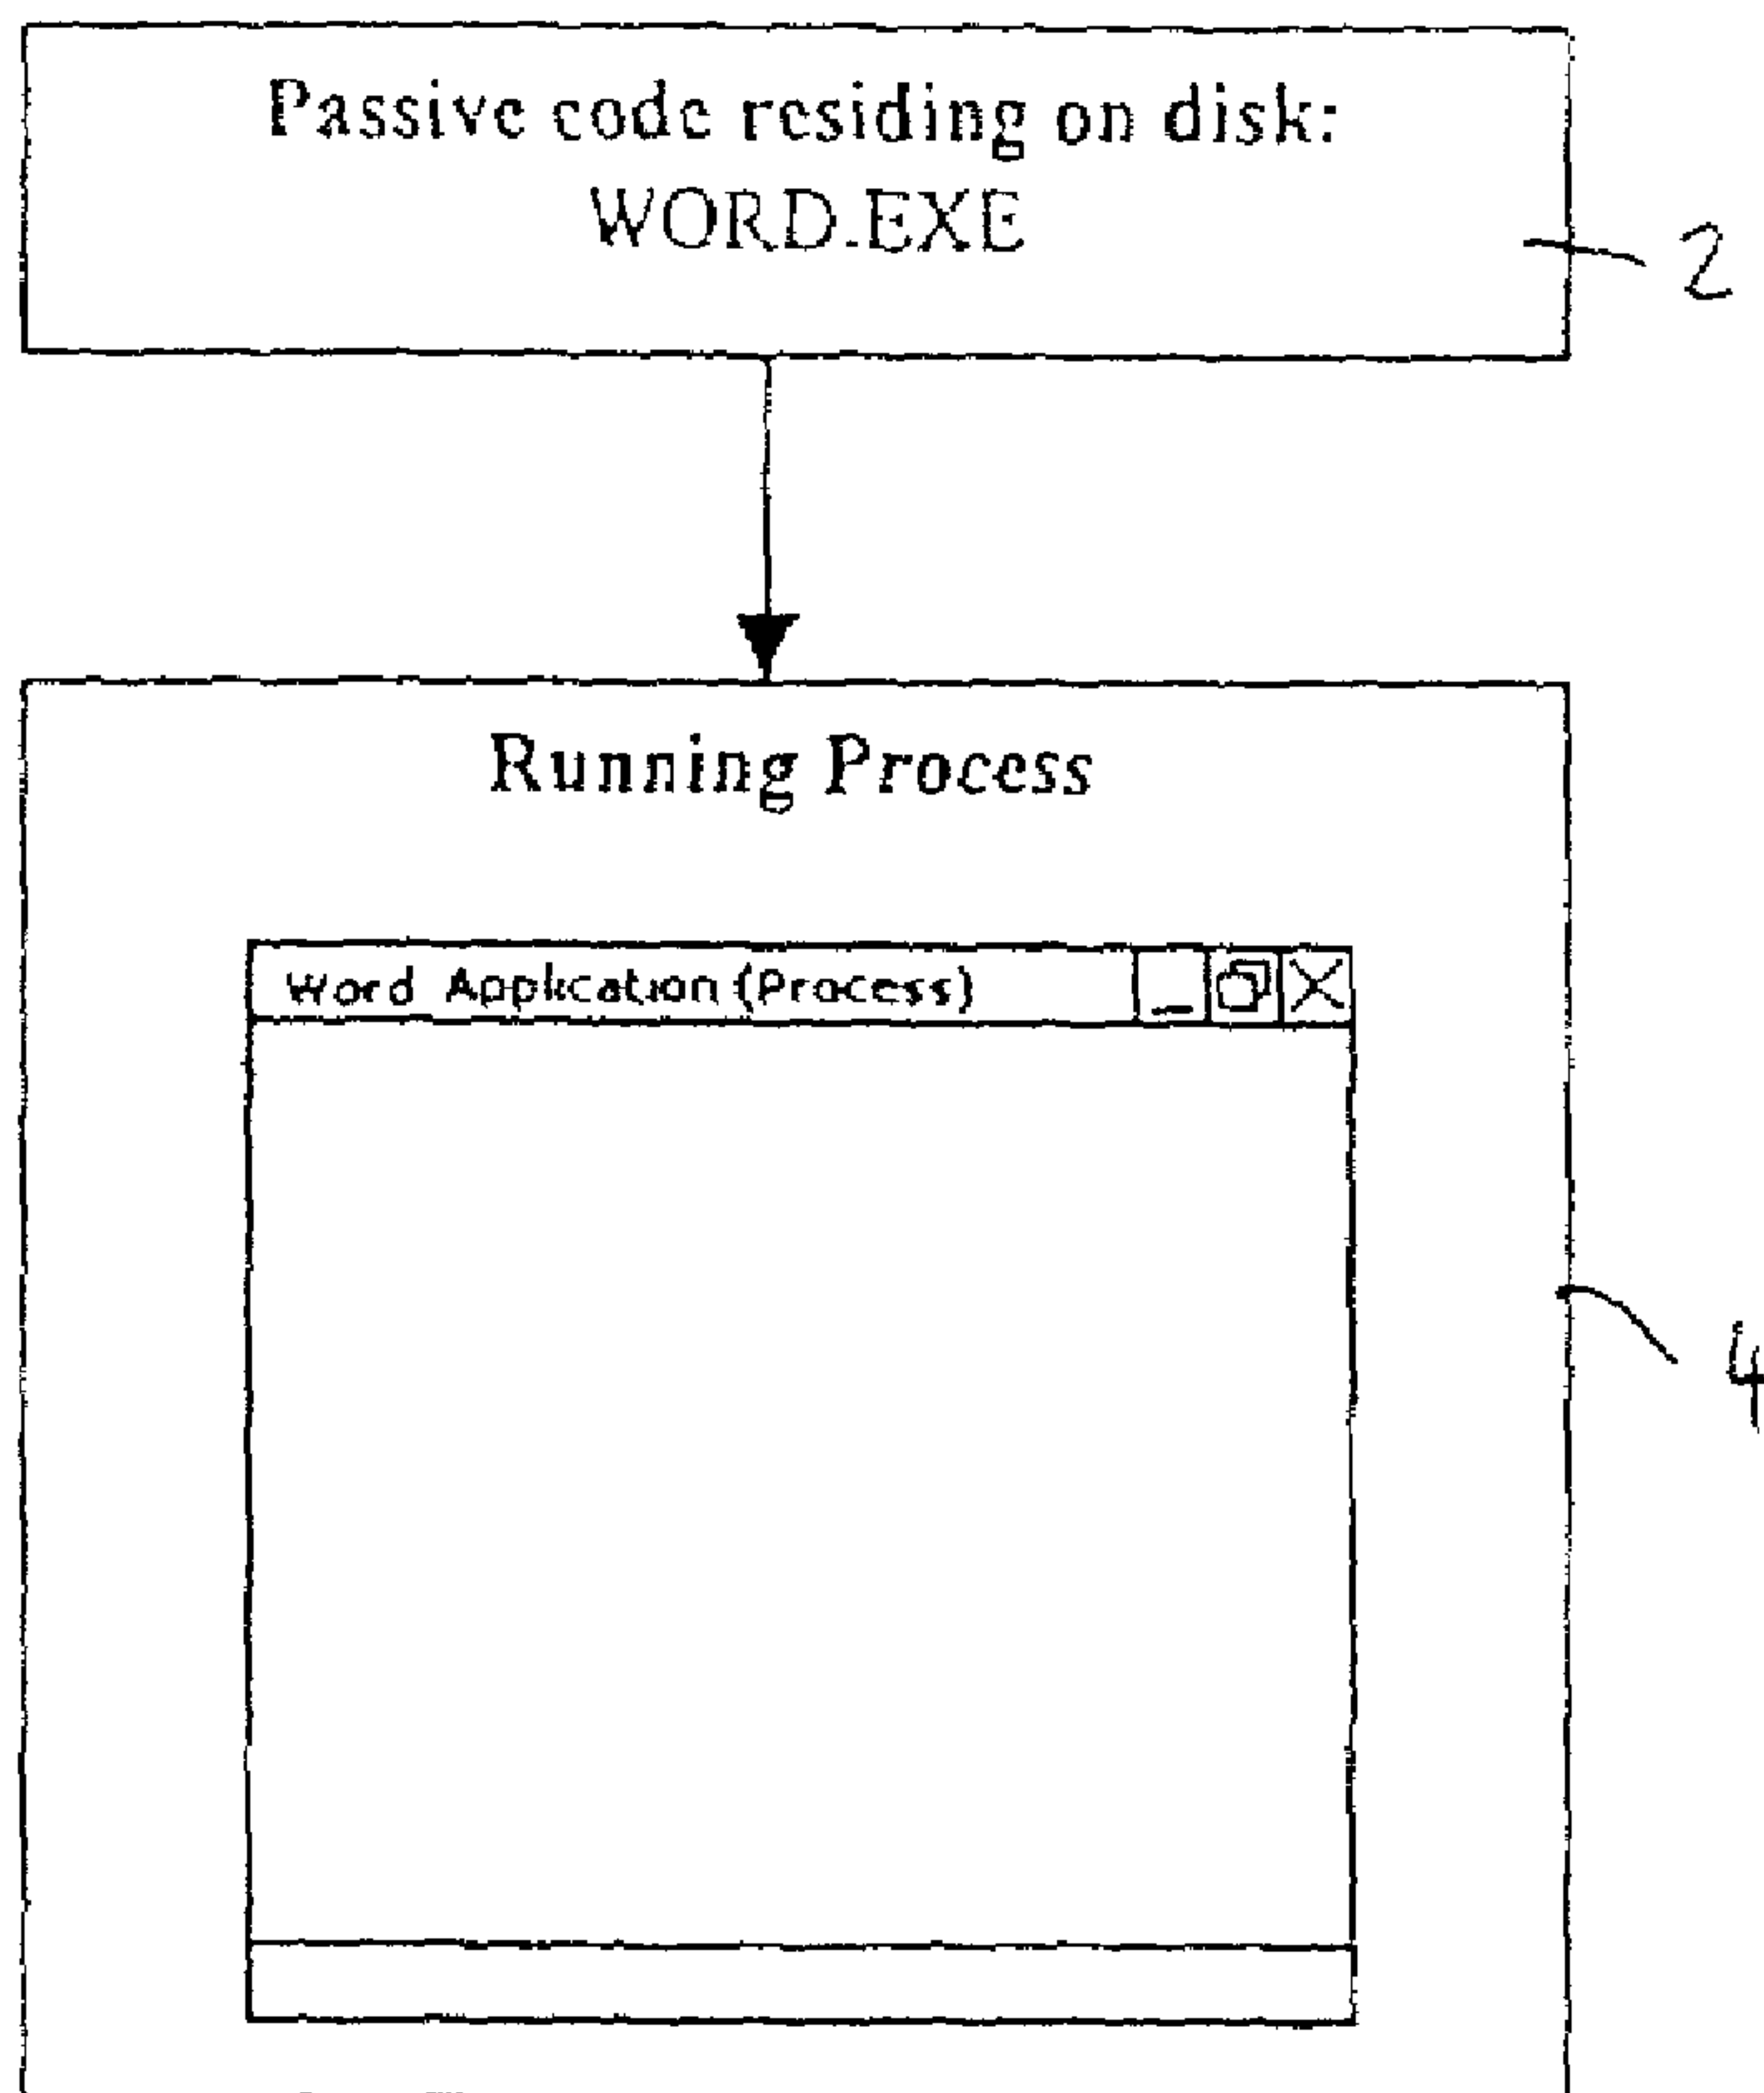 Passive code residing on disk:
WORD.EXE
2
Running Process
Word Application (Process)
4